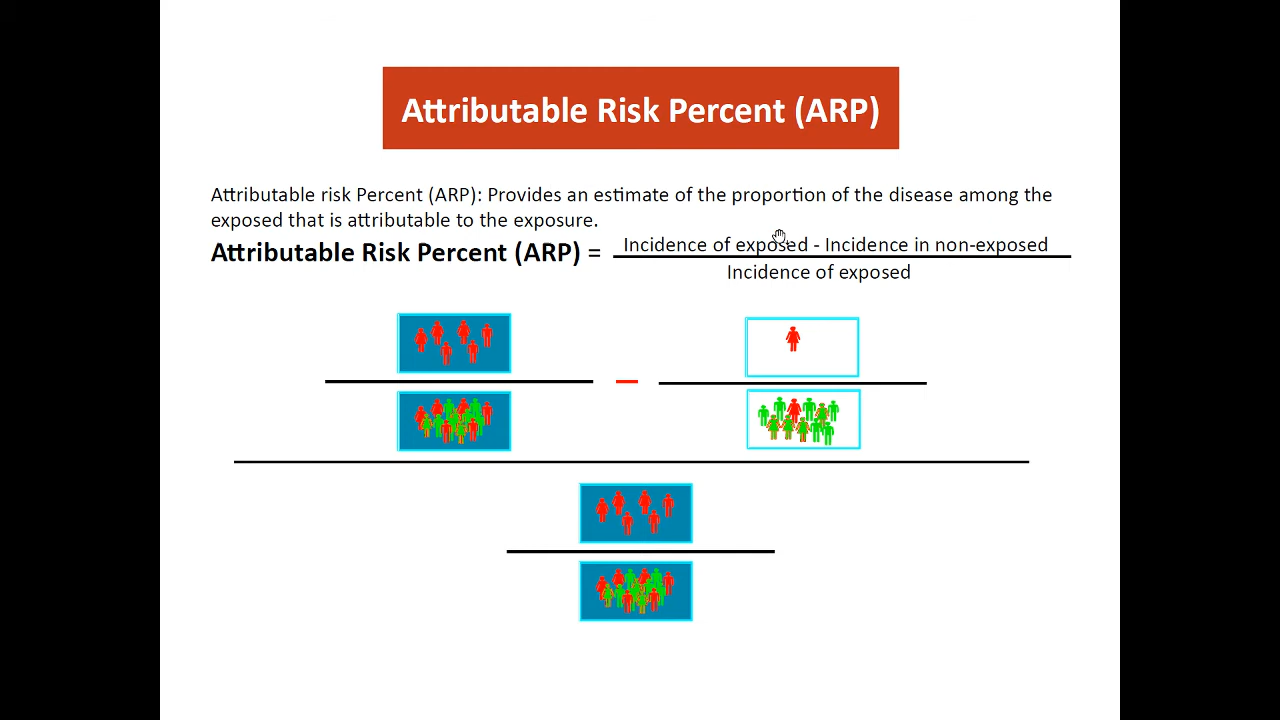 Attributable Risk Percent (ARP)
Attributable risk Percent (ARP): Provides an estimate of the proportion of the disease among the
exposed that is attributable to the exposure.
Attributable Risk Percent (ARP) =
Incidence of exposed - Incidence in non-exposed
Incidence of exposed